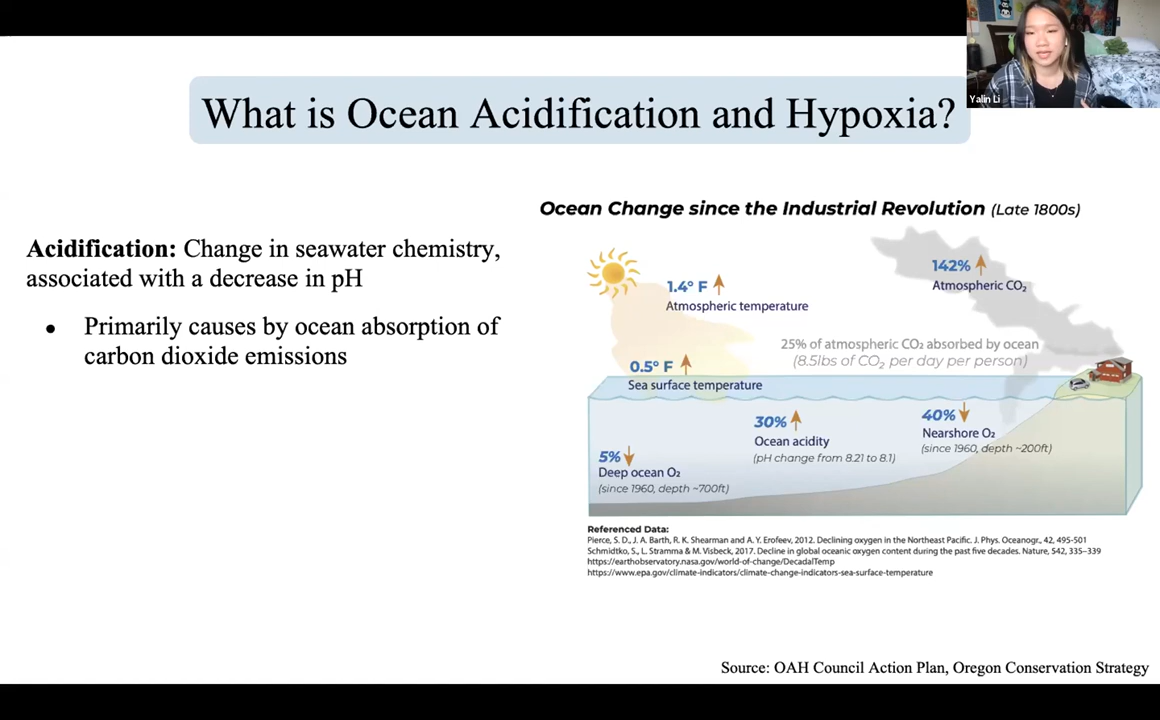 Yalin Li
What is Ocean Acidification and Hypoxia?
Acidification: Change in seawater chemistry,
associated with a decrease in pH
● Primarily causes by ocean absorption of
carbon dioxide emissions
Ocean Change since the Industrial Revolution (Late 1800s)
142%
Atmospheric CO₂
1.4° F
Atmospheric temperature
25% of atmospheric CO₂ absorbed by ocean
(8.5lbs of CO₂ per day per person)
0.5° F
Sea surface temperature
30%
Ocean acidity
(pH change from 8.21 to 8.1)
40%
Nearshore O₂
(since 1960, depth ~200ft)
5%
Deep ocean O₂
(since 1960, depth ~700ft)
Referenced Data:
Pierce, S. D., J. A. Barth, R. K. Shearman and A. Y. Erofeev, 2012. Declining oxygen in the Northeast Pacific. J. Phys. Oceanogr., 42, 495-501
Schmidtko, S., L. Stramma & M. Visbeck, 2017. Decline in global oceanic oxygen content during the past five decades. Nature, 542, 335–339
https://earthobservatory.nasa.gov/world-of-change/DecadalTemp
https://www.epa.gov/climate-indicators/climate-change-indicators-sea-surface-temperature
Source: OAH Council Action Plan, Oregon Conservation Strategy